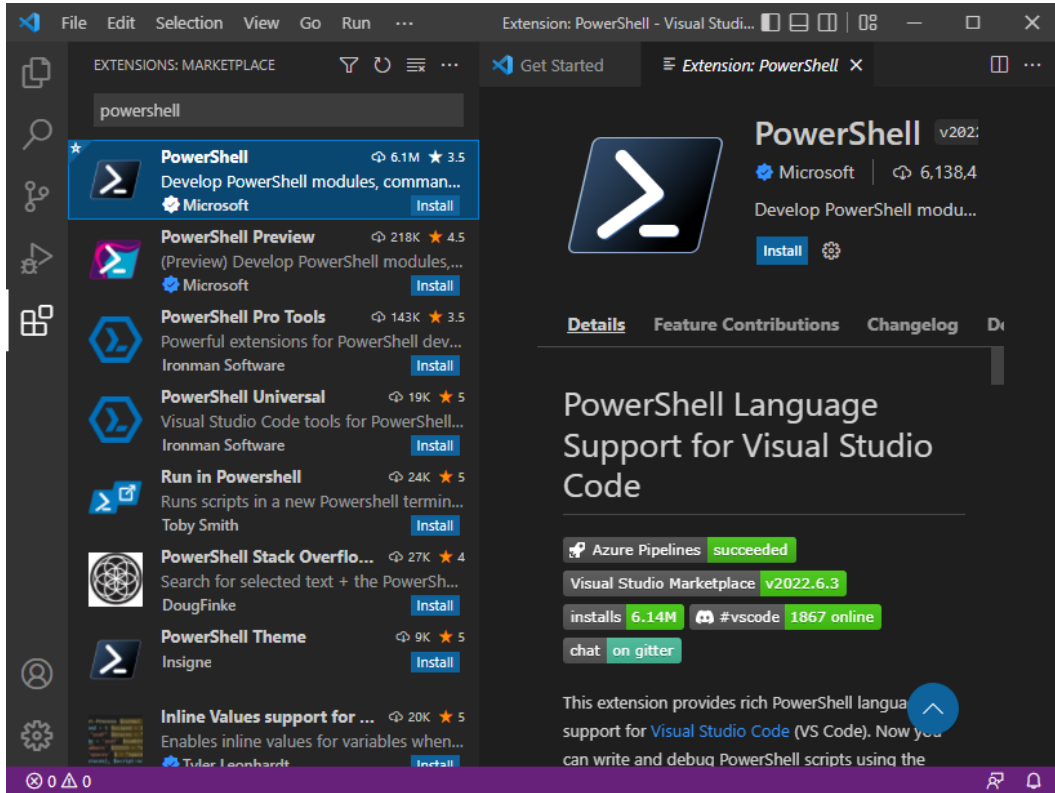 File Edit Selection View Go Run ··· Extension: PowerShell - Visual Studi...
EXTENSIONS: MARKETPLACE
powershell
PowerShell 6.1M ★ 3.5
Develop PowerShell modules, comman...
Microsoft Install
PowerShell Preview 218K ★ 4.5
(Preview) Develop PowerShell modules,...
Microsoft Install
PowerShell Pro Tools 143K ★ 3.5
Powerful extensions for PowerShell dev...
Ironman Software Install
PowerShell Universal 19K ★ 5
Visual Studio Code tools for PowerShell...
Ironman Software Install
Run in Powershell 24K ★ 5
Runs scripts in a new Powershell termin...
Toby Smith Install
PowerShell Stack Overflo... 27K ★ 4
Search for selected text + the PowerSh...
DougFinke Install
PowerShell Theme 9K ★ 5
Insigne Install
Inline Values support for ... 20K ★ 5
Enables inline values for variables when...
Tyler Leonhardt Install
Get Started Extension: PowerShell
PowerShell v202
Microsoft 6,138,4
Develop PowerShell modu...
Install
Details Feature Contributions Changelog
PowerShell Language
Support for Visual Studio
Code
Azure Pipelines succeeded
Visual Studio Marketplace v2022.6.3
installs 6.14M #vscode 1867 online
chat on gitter
This extension provides rich PowerShell langua
support for Visual Studio Code (VS Code). Now you
can write and debug PowerShell scripts using the
0 0